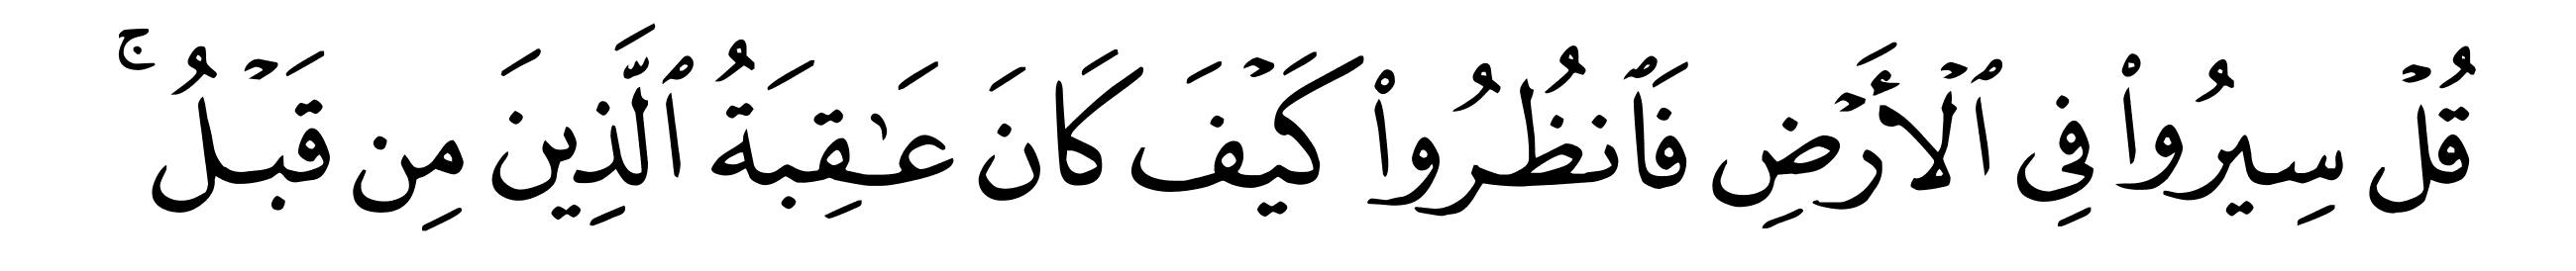 قُلۡ سِيرُواْ فِي ٱلۡأَرۡضِ فَٱنظُرُواْ كَيۡفَ كَانَ عَٰقِبَةُ ٱلَّذِينَ مِن قَبۡلُۚ